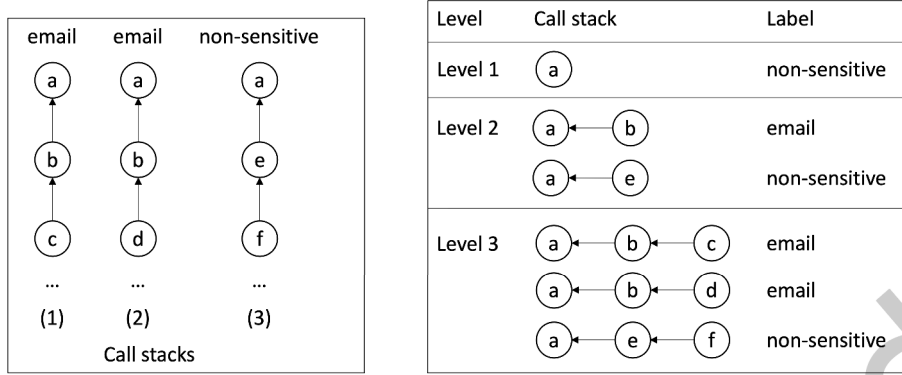 email email non-sensitive
a a a
b b e
c d f
... ... ...
(1) (2) (3)
Call stacks
Level Call stack Label
Level 1 a non-sensitive
Level 2 a b email
a e non-sensitive
Level 3 a b c email
a b d email
a e f non-sensitive